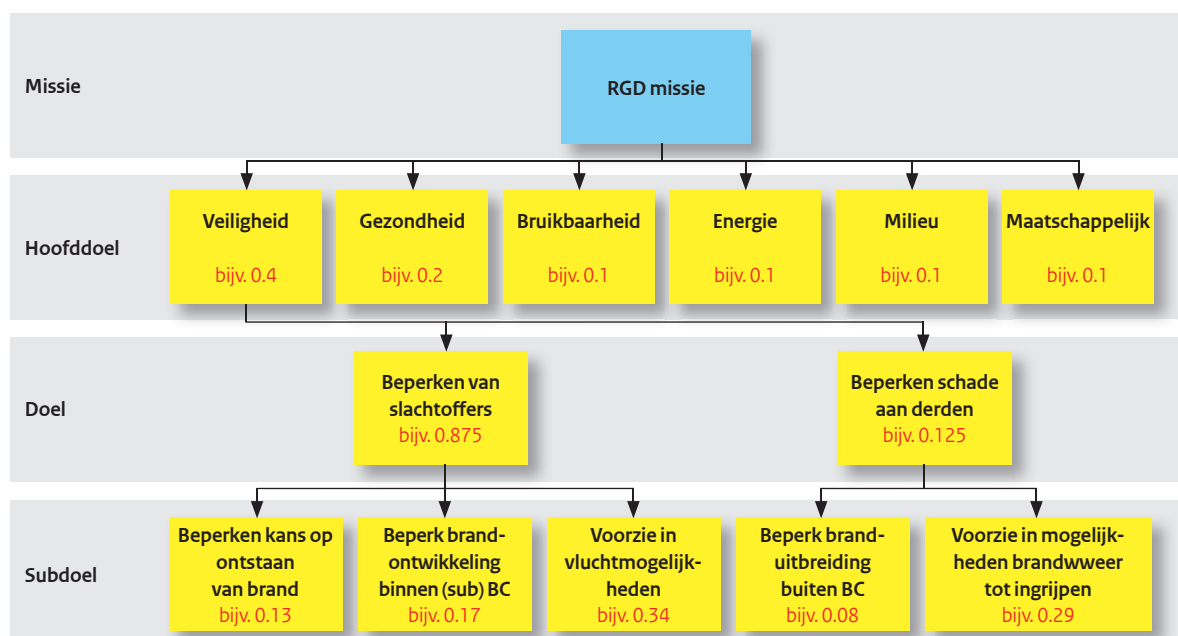 Missie
RGD missie
Hoofddoel
Veiligheid
bijv. 0.4
Gezondheid
bijv. 0.2
Bruikbaarheid
bijv. 0.1
Energie
bijv. 0.1
Milieu
bijv. 0.1
Maatschappelijk
bijv. 0.1
Doel
Beperken van
slachtoffers
bijv. 0.875
Beperken schade
aan derden
bijv. 0.125
Subdoel
Beperken kans op
ontstaan
van brand
bijv. 0.13
Beperk brand-
ontwikkeling
binnen (sub) BC
bijv. 0.17
Voorzie in
vluchtmogelijk-
heden
bijv. 0.34
Beperk brand-
uitbreiding
buiten BC
bijv. 0.08
Voorzie in mogelijk-
heden brandwweer
tot ingrijpen
bijv. 0.29